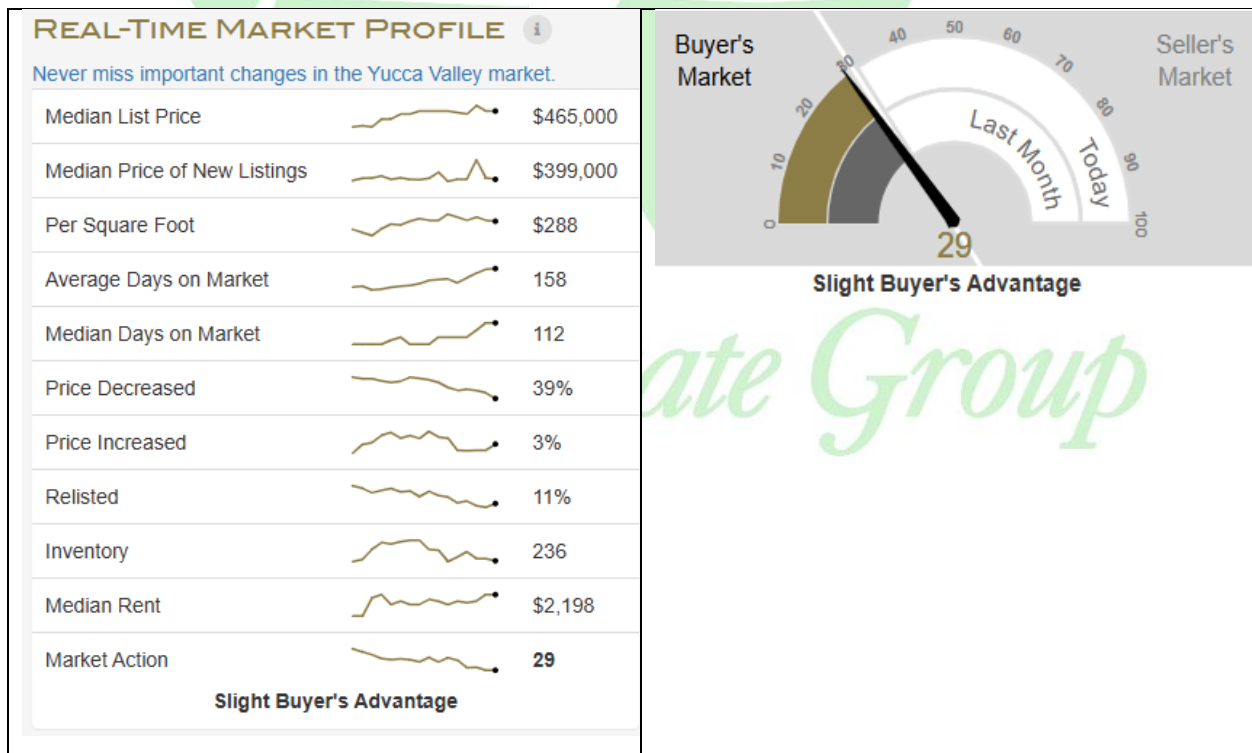 REAL-TIME MARKET PROFILE i
Never miss important changes in the Yucca Valley market.
Median List Price $465,000
Median Price of New Listings $399,000
Per Square Foot $288
Average Days on Market 158
Median Days on Market 112
Price Decreased 39%
Price Increased 3%
Relisted 11%
Inventory 236
Median Rent $2,198
Market Action 29
Slight Buyer's Advantage
Buyer's
Market
Seller's
Market
0
10
20
30
40
50
60
70
80
90
100
Last Month
Today
29
Slight Buyer's Advantage
ate Group